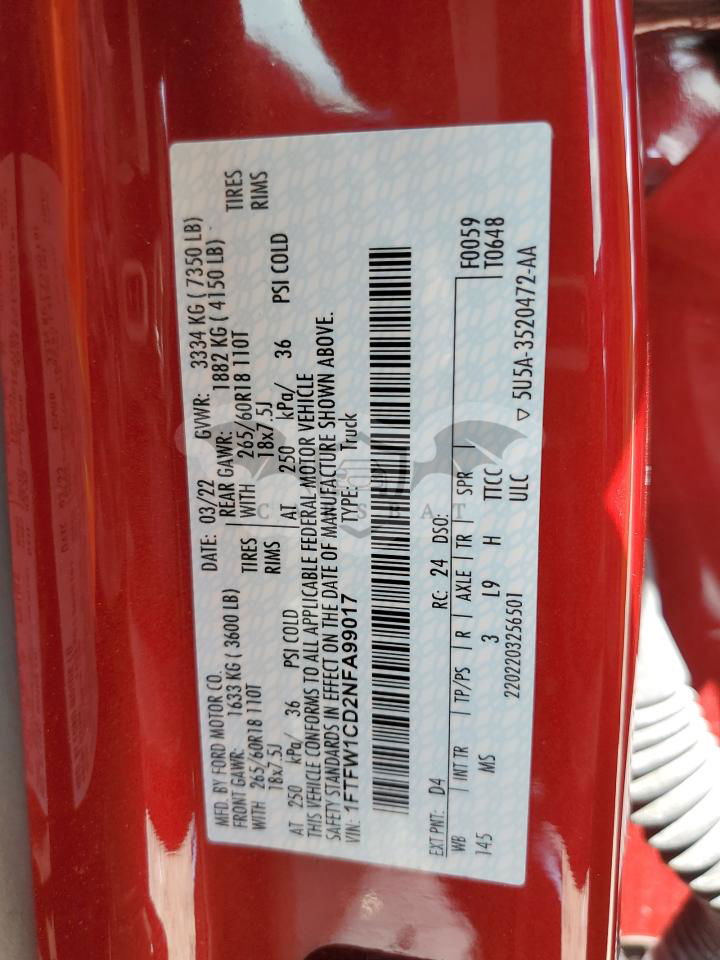 MFD. BY FORD MOTOR CO.
DATE: 03/22 GVWR: 3334 KG ( 7350 LB)
FRONT GAWR: 1633 KG ( 3600 LB)
REAR GAWR: 1882 KG ( 4150 LB)
WITH 265/60R18 110T TIRES
WITH 265/60R18 110T TIRES
18x7.5J RIMS
18x7.5J RIMS
AT 250 kPa/ 36 PSI COLD
AT 250 kPa/ 36 PSI COLD
THIS VEHICLE CONFORMS TO ALL APPLICABLE FEDERAL MOTOR VEHICLE
SAFETY STANDARDS IN EFFECT ON THE DATE OF MANUFACTURE SHOWN ABOVE.
VIN: 1FTFW1CD2NFA99017
TYPE: Truck
EXT PNT: D4 RC: 24 DSO: F0059
T0648
WB INT TR TP/PS R AXLE TR SPR
145 MS 3 L9 H TTCC
2202203256501 ULC ▽ 5U5A-3520472-AA